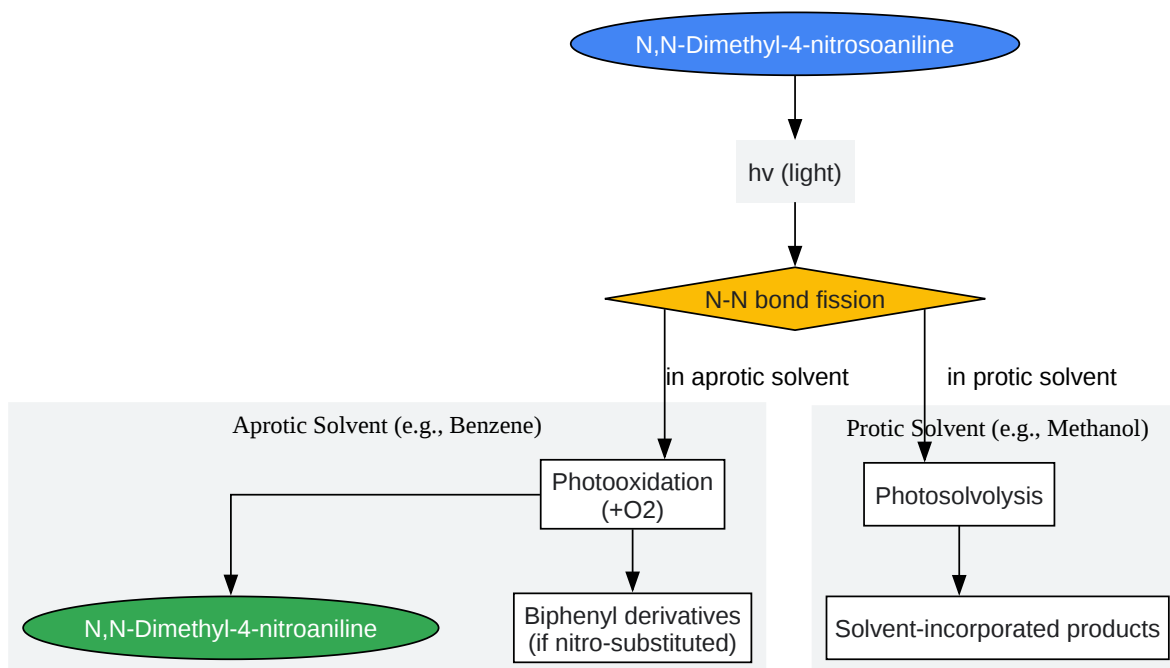 N,N-Dimethyl-4-nitrosoaniline
hv (light)
N-N bond fission
in aprotic solvent
in protic solvent
Aprotic Solvent (e.g., Benzene)
Protic Solvent (e.g., Methanol)
Photooxidation
(+O2)
Photosolvolysis
N,N-Dimethyl-4-nitroaniline
Biphenyl derivatives
(if nitro-substituted)
Solvent-incorporated products